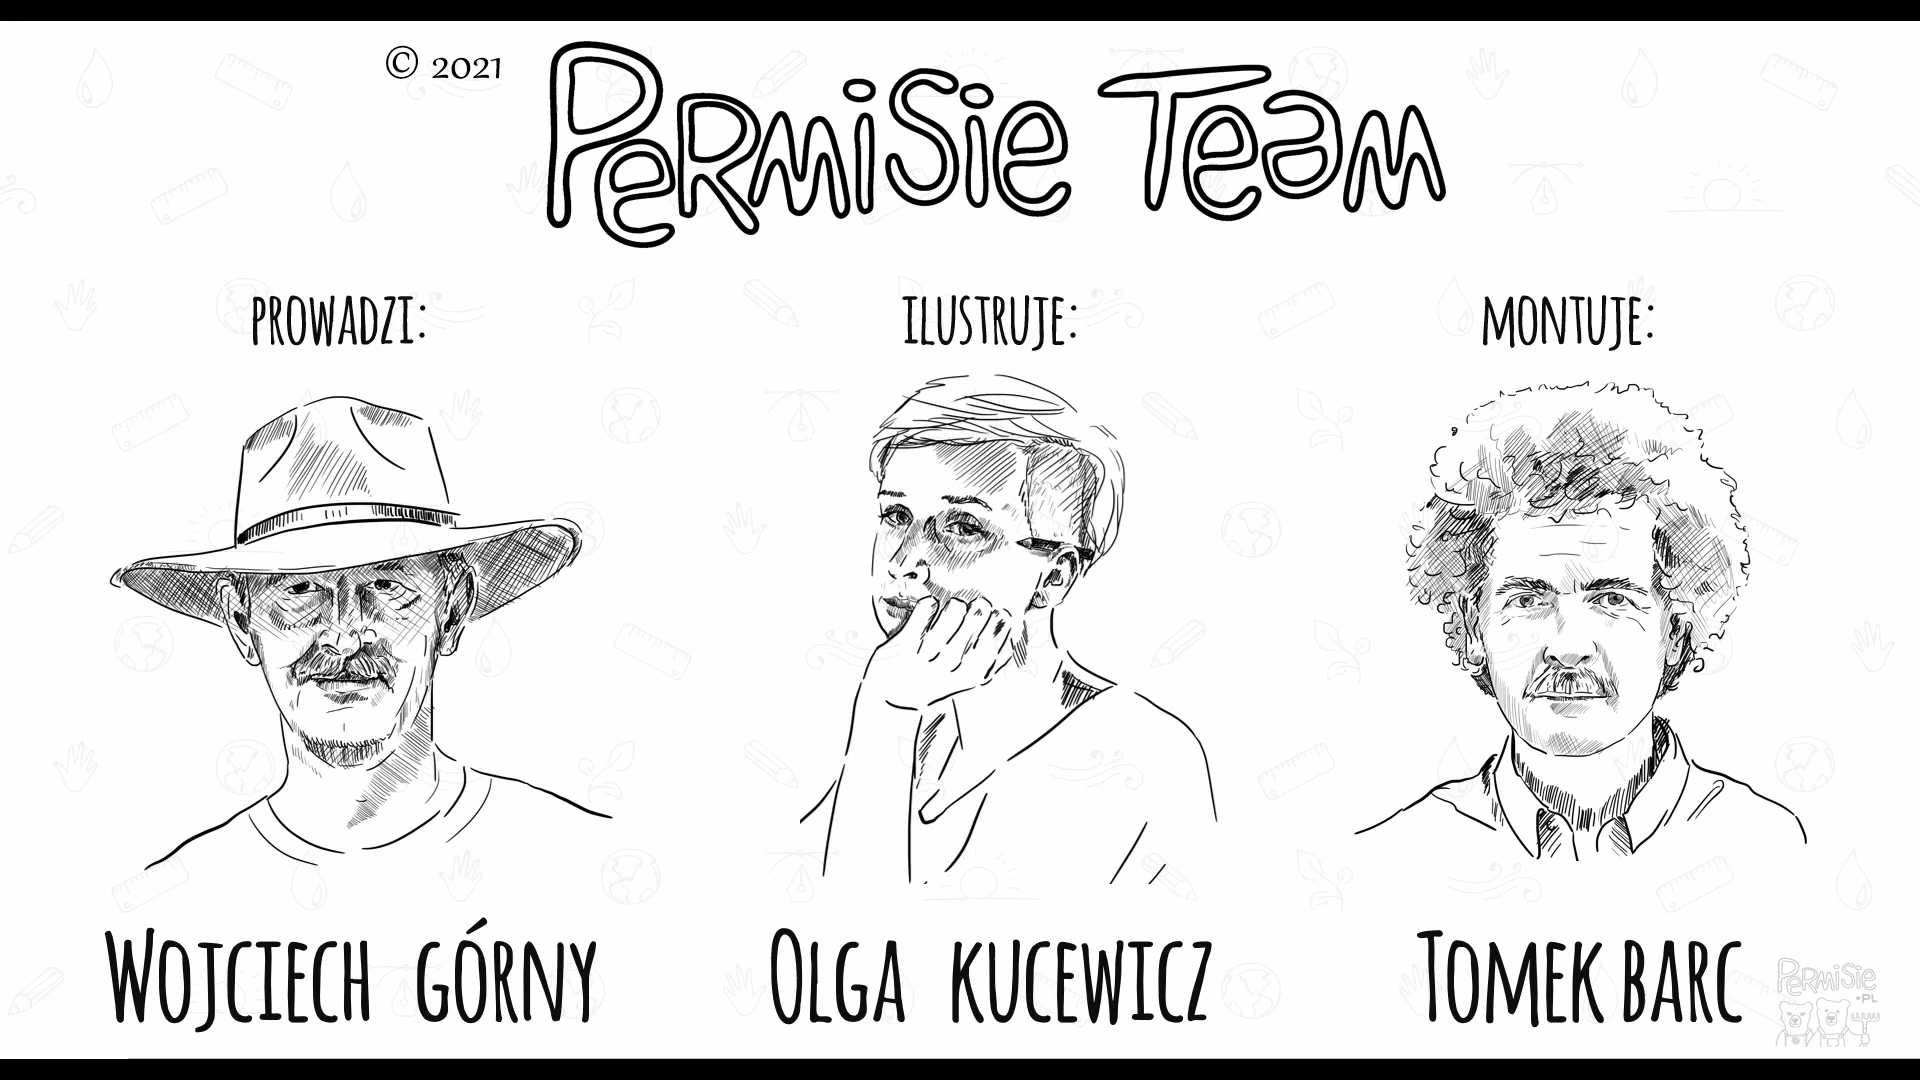 © 2021
PeRMiSie TeaM
PROWADZI:
ILUSTRUJE:
MONTUJE:
WOJCIECH GÓRNY
OLGA KUCEWICZ
TOMEK BARC
PeRMiSie
.PL